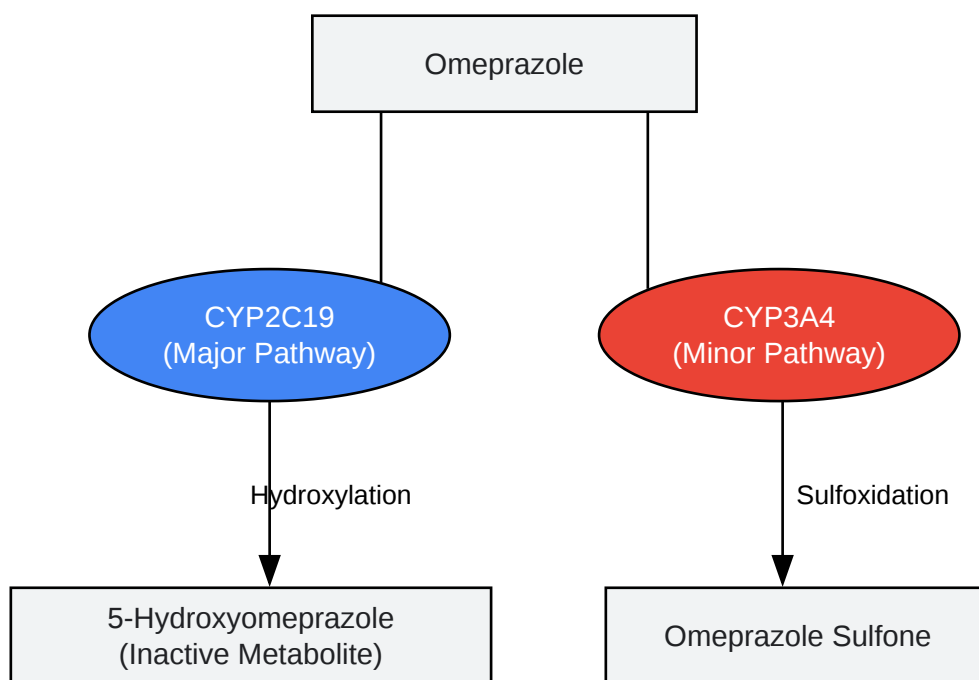 Omeprazole
CYP2C19
(Major Pathway)
CYP3A4
(Minor Pathway)
Hydroxylation
Sulfoxidation
5-Hydroxyomeprazole
(Inactive Metabolite)
Omeprazole Sulfone